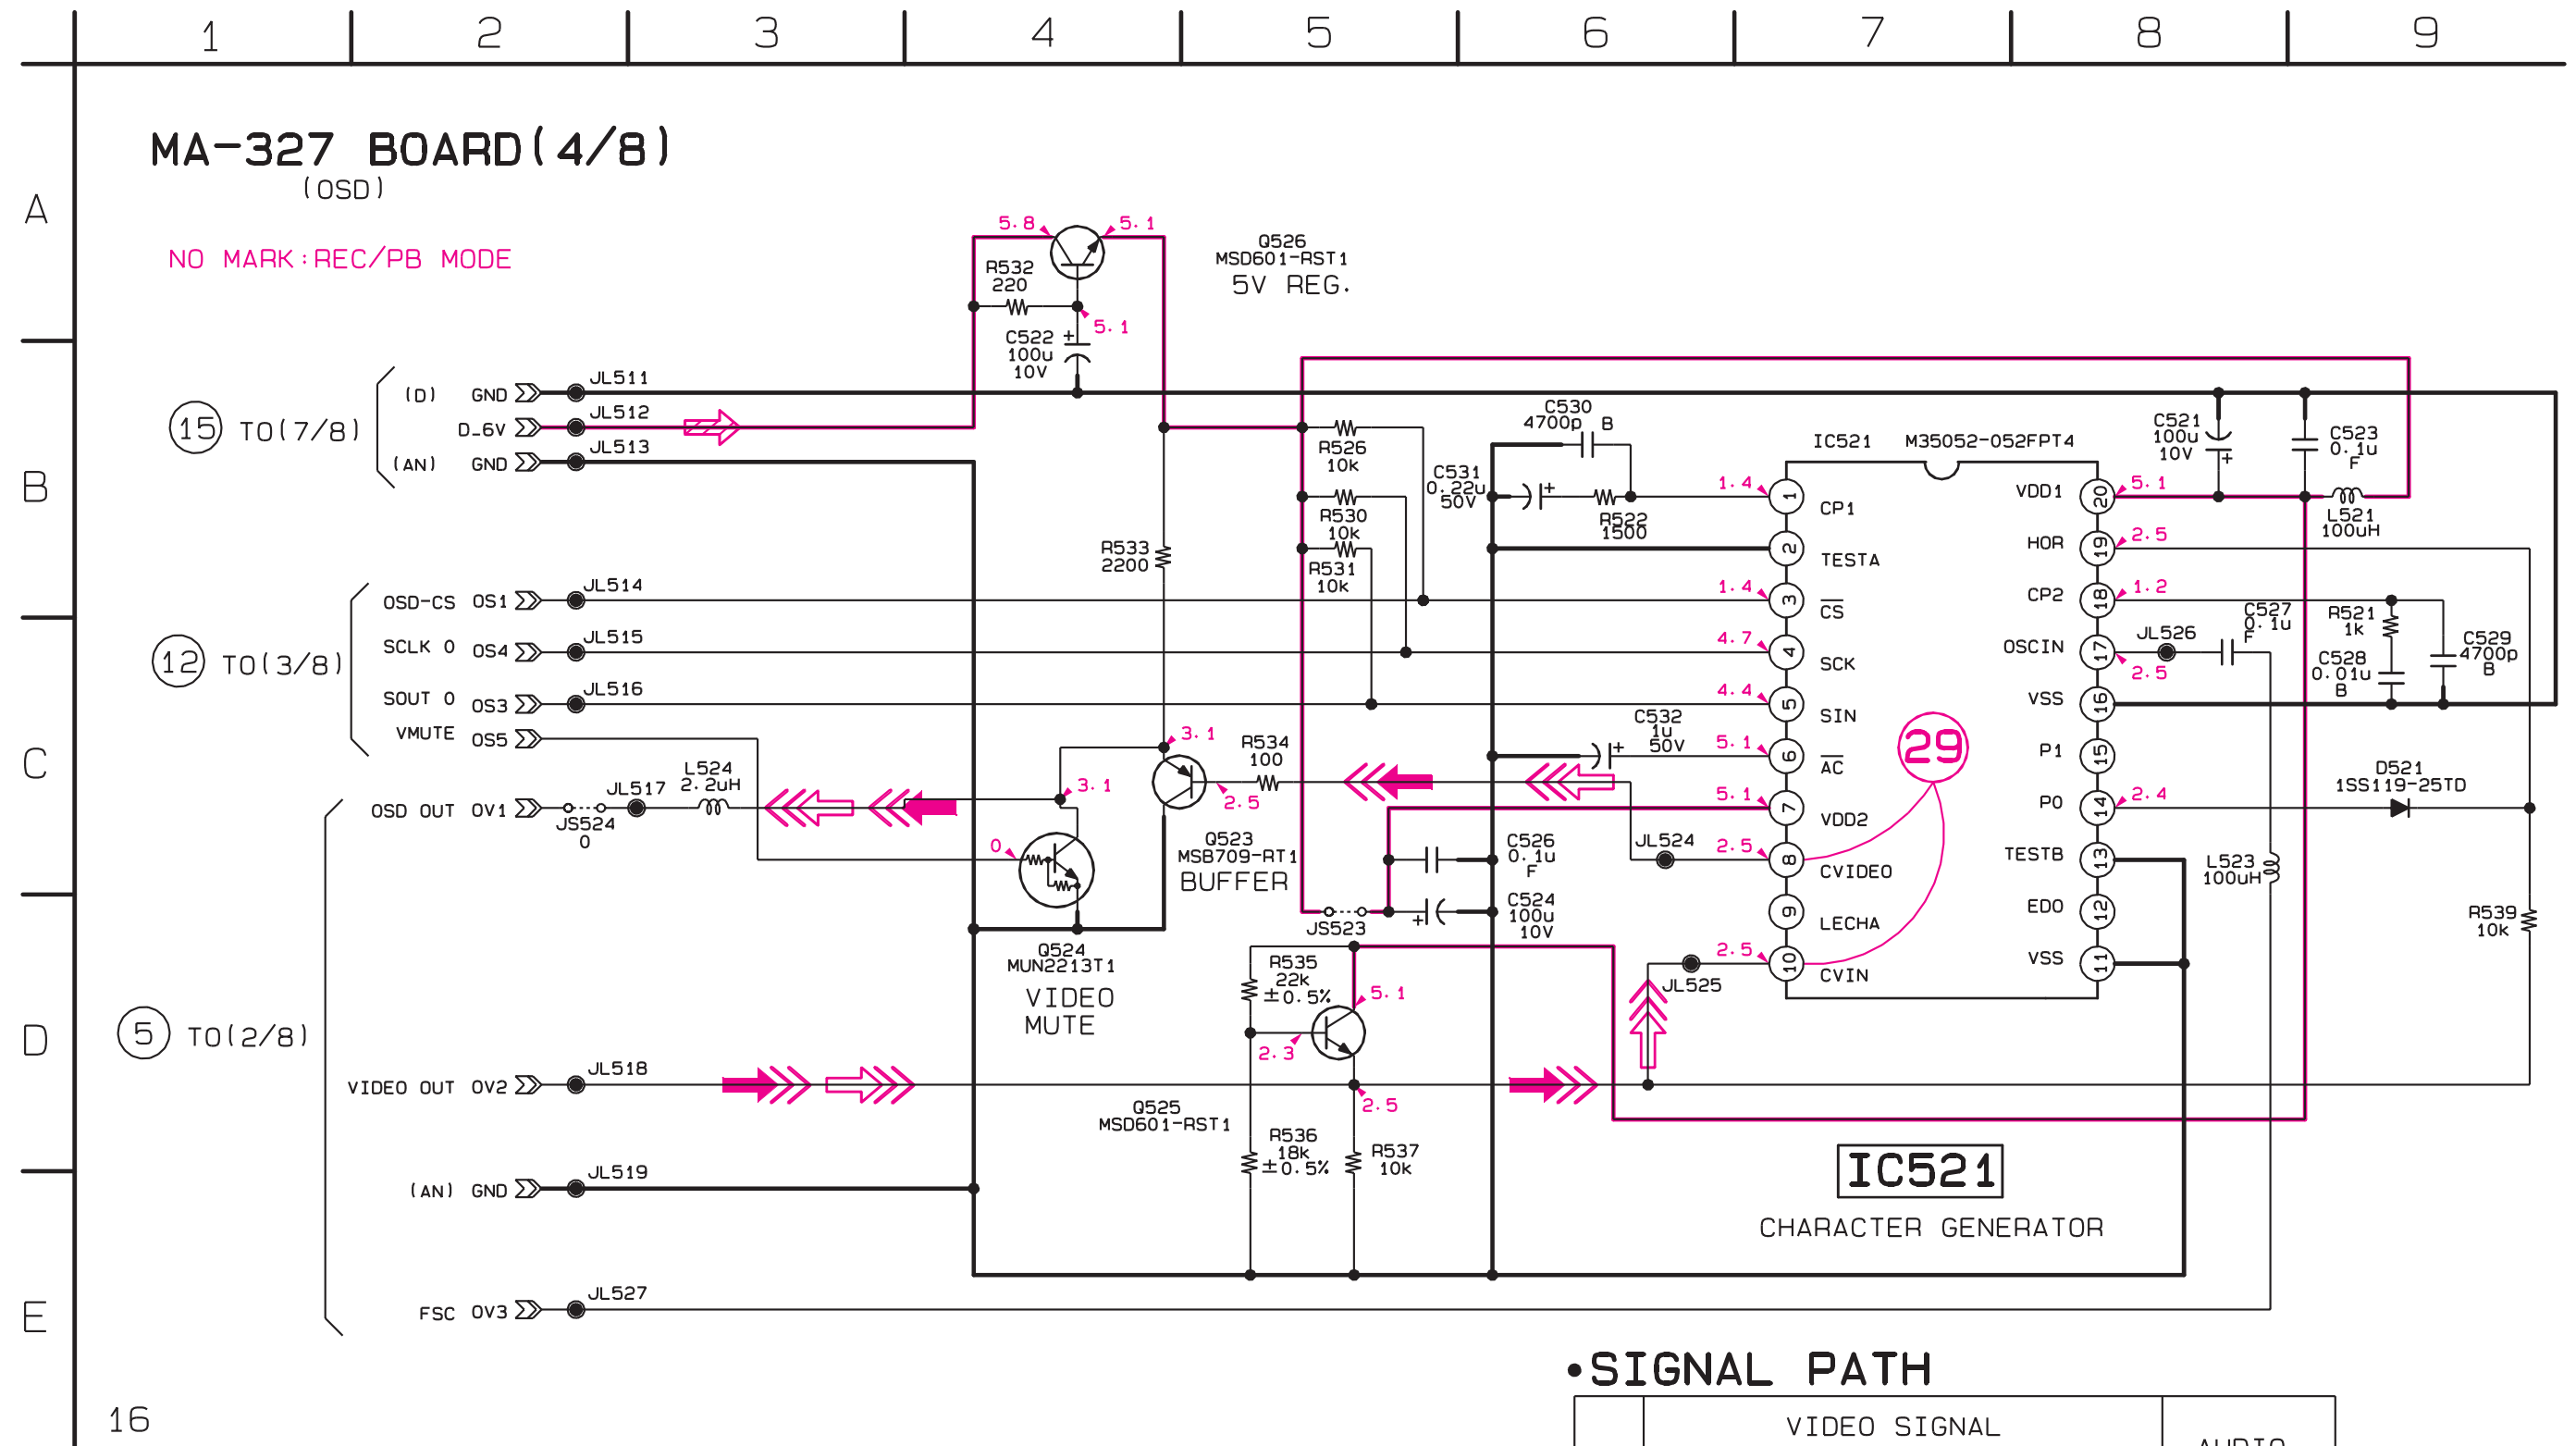 1 2 3 4 5 6 7 8 9
A
B
C
D
E
MA-327 BOARD(4/8)
(OSD)
NO MARK:REC/PB MODE
5.8
5.1
R532
220
5.1
C522
100u
10V
+
Q526
MSD601-RST1
5V REG.
15 TO(7/8)
(D) GND JL511
D_6V JL512
(AN) GND JL513
R526
10k
R530
10k
R531
10k
R533
2200
C530
4700p B
C531
0.22u
50V
+
R522
1500
IC521 M35052-052FPT4
C521
100u
10V
+
C523
0.1u
F
L521
100uH
12 TO(3/8)
OSD-CS OS1 JL514
SCLK 0 OS4 JL515
SOUT 0 OS3 JL516
VMUTE OS5
1.4 1 CP1
2 TESTA
1.4 3 CS
4.7 4 SCK
4.4 5 SIN
5.1 6 AC
5.1 7 VDD2
2.5 8 CVIDEO
9 LECHA
2.5 10 CVIN
VDD1 20 5.1
HOR 19 2.5
CP2 18 1.2
OSCIN 17 2.5
VSS 16
P1 15
P0 14 2.4
TESTB 13
EDO 12
VSS 11
29
JL526
C527
0.1u
F
R521
1k
C528
0.01u
B
C529
4700p
B
D521
1SS119-25TD
L523
100uH
R539
10k
C532
1u
50V
+
R534
100
3.1
3.1
2.5
Q523
MSB709-RT1
BUFFER
JL524
C526
0.1u
F
C524
100u
10V
+
JS523
JL525
5 TO(2/8)
OSD OUT OV1
JS524
0
JL517
L524
2.2uH
0
Q524
MUN2213T1
VIDEO
MUTE
R535
22k
±0.5%
5.1
2.3
2.5
VIDEO OUT OV2 JL518
Q525
MSD601-RST1
R536
18k
±0.5%
R537
10k
(AN) GND JL519
FSC OV3 JL527
IC521
CHARACTER GENERATOR
•SIGNAL PATH
VIDEO SIGNAL
AUDIO
16